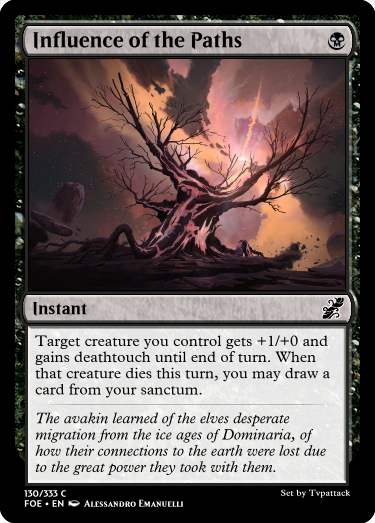 Influence of the Paths
Instant
Target creature you control gets +1/+0 and
gains deathtouch until end of turn. When
that creature dies this turn, you may draw a
card from your sanctum.
The avakin learned of the elves desperate
migration from the ice ages of Dominaria, of
how their connections to the earth were lost due
to the great power they took with them.
130/333 C
FOE • EN Alessandro Emanuelli
Set by Tvpattack